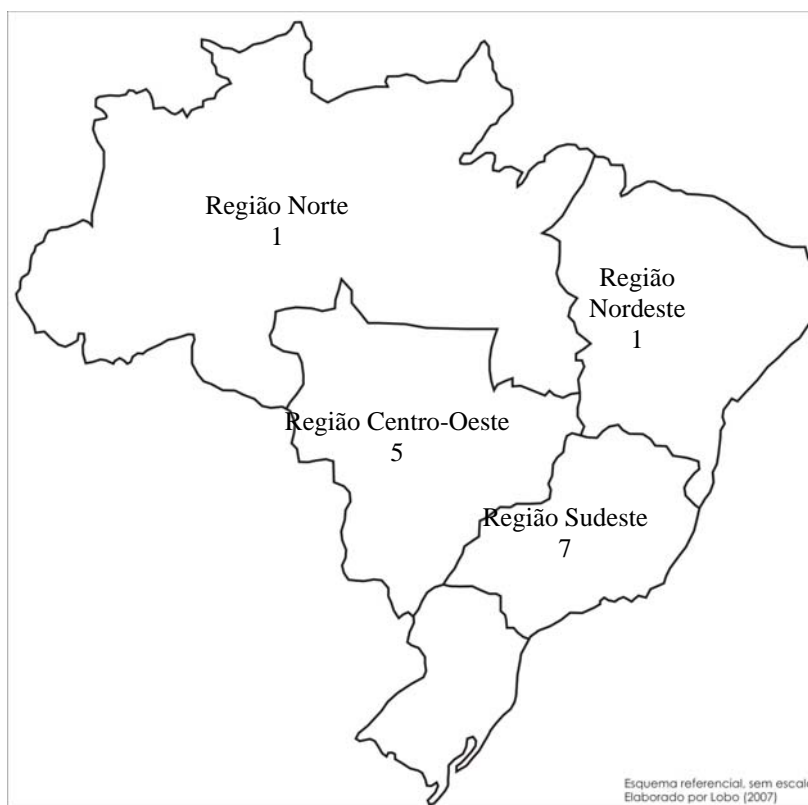 Região Norte
1
Região
Nordeste
1
Região Centro-Oeste
5
Região Sudeste
7
Esquema referencial, sem escala
Elaborado por Lobo (2007)